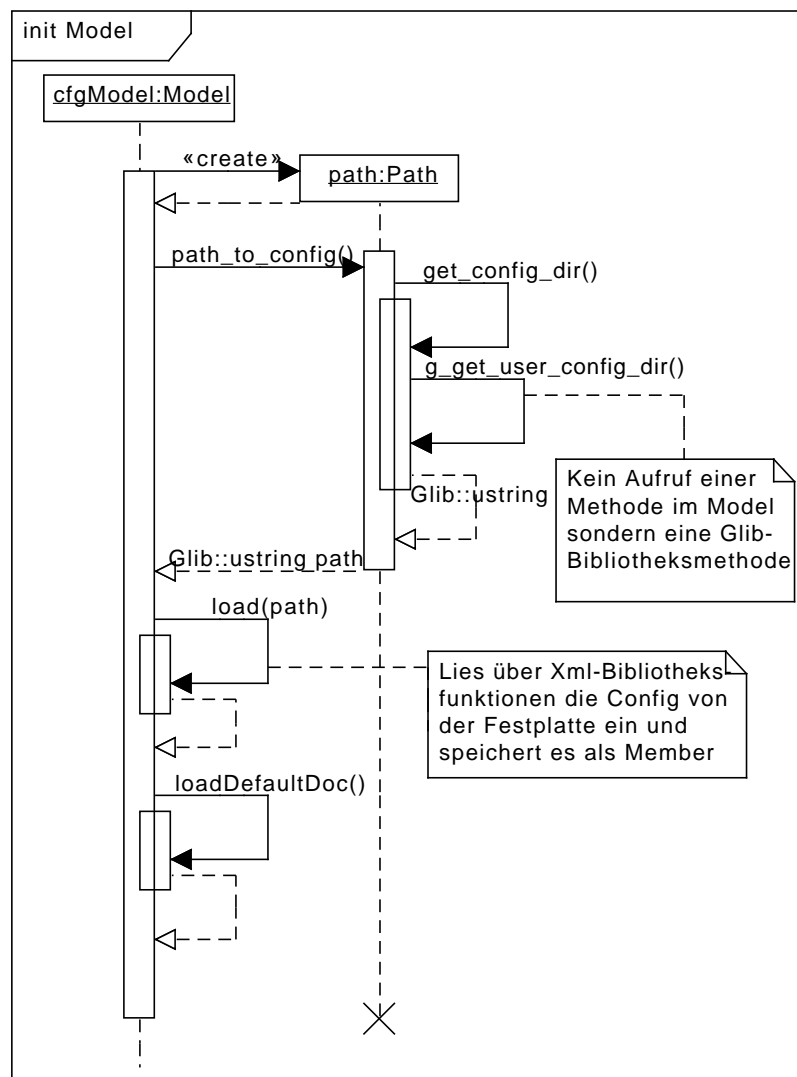 init Model
cfgModel:Model
«create»
path:Path
path_to_config()
get_config_dir()
g_get_user_config_dir()
Glib::ustring
Kein Aufruf einer
Methode im Model
sondern eine Glib-
Bibliotheksmethode
Glib::ustring path
load(path)
Lies über Xml-Bibliotheks-
funktionen die Config von
der Festplatte ein und
speichert es als Member
loadDefaultDoc()